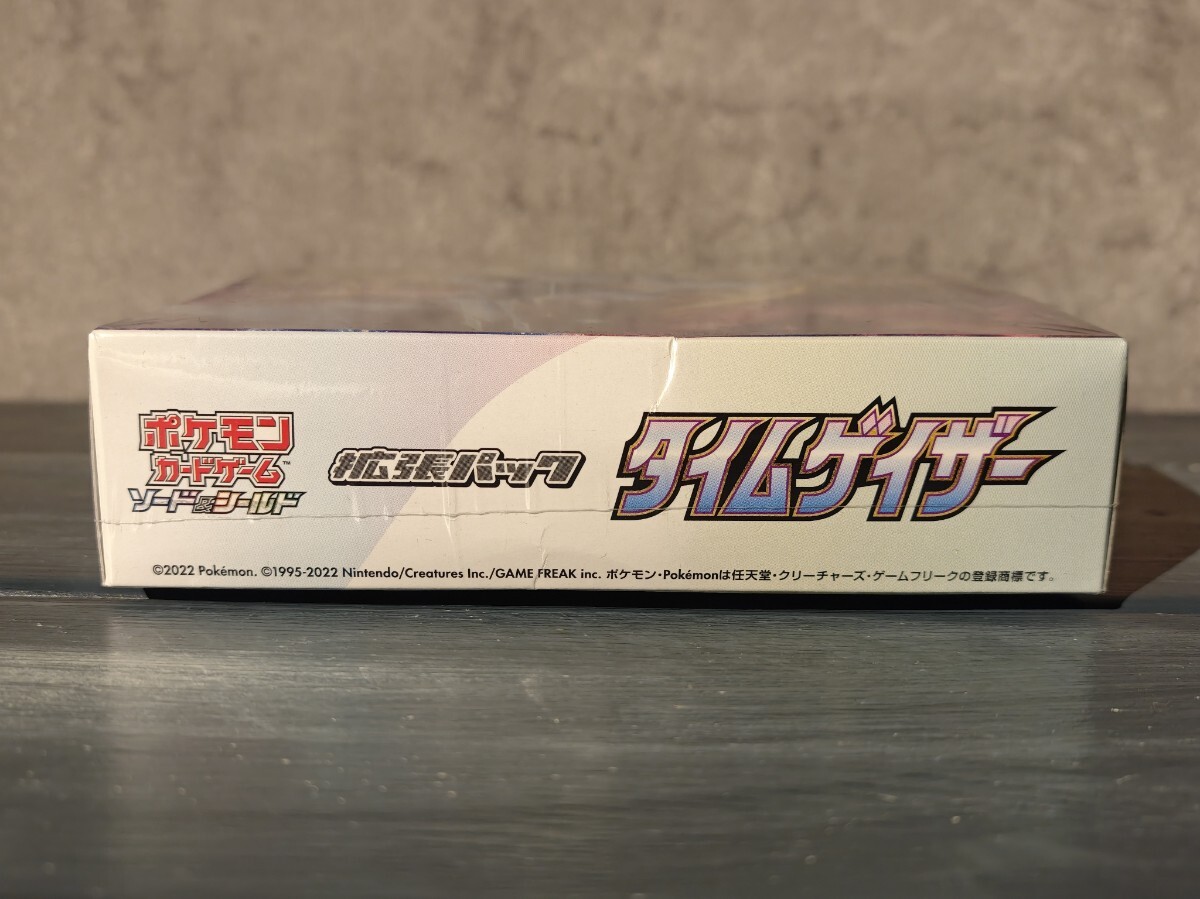 ポケモン
カードゲーム™
ソード&シールド
拡張パック
タイムゲイザー
©2022 Pokémon. ©1995-2022 Nintendo/Creatures Inc./GAME FREAK inc. ポケモン・Pokémonは任天堂・クリーチャーズ・ゲームフリークの登録商標です。